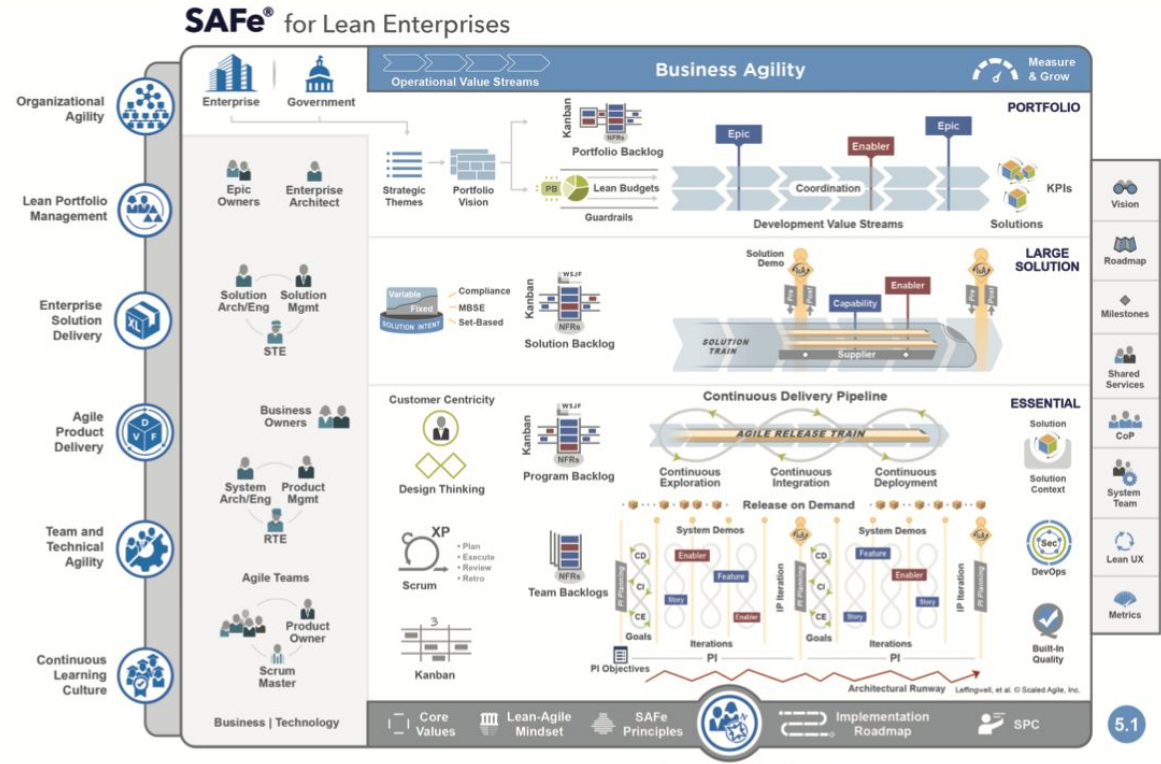 SAFe® for Lean Enterprises
Organizational
Agility
Lean Portfolio
Management
Enterprise
Solution
Delivery
Agile
Product
Delivery
Team and
Technical
Agility
Continuous
Learning
Culture
Enterprise
Government
Operational Value Streams
Business Agility
Measure
& Grow
PORTFOLIO
Epic
Owners
Enterprise
Architect
Strategic
Themes
Portfolio
Vision
Kanban
NFRs
Portfolio Backlog
PB
Lean Budgets
Guardrails
Epic
Enabler
Epic
Coordination
Development Value Streams
KPIs
Solutions
LARGE
SOLUTION
Solution
Arch/Eng
Solution
Mgmt
STE
Variable
Fixed
SOLUTION INTENT
Compliance
MBSE
Set-Based
Kanban
WSJF
NFRs
Solution Backlog
Solution
Demo
I&A
Pre
Post
Capability
Enabler
I&A
Pre
Post
SOLUTION
TRAIN
Supplier
ESSENTIAL
Business
Owners
System
Arch/Eng
Product
Mgmt
RTE
Customer Centricity
Design Thinking
Kanban
WSJF
NFRs
Program Backlog
Continuous Delivery Pipeline
AGILE RELEASE TRAIN
Continuous
Exploration
Continuous
Integration
Continuous
Deployment
Solution
Solution
Context
Agile Teams
Product
Owner
Scrum
Master
Business | Technology
XP
• Plan
• Execute
• Review
• Retro
Scrum
3
Kanban
NFRs
Team Backlogs
Release on Demand
System Demos
PI Planning
CD
CI
CE
Goals
Enabler
Feature
Story
Enabler
Iterations
IP Iteration
I&A
PI Planning
CD
CI
CE
Goals
System Demos
Feature
Enabler
Story
Story
Iterations
IP Iteration
I&A
PI Planning
PI Objectives
PI
PI
Architectural Runway
Leffingwell, et al. © Scaled Agile, Inc.
Sec
DevOps
Built-In
Quality
Vision
Roadmap
Milestones
Shared
Services
CoP
System
Team
Lean UX
Metrics
Core
Values
Lean-Agile
Mindset
SAFe
Principles
Implementation
Roadmap
SPC
5.1
XL
D
V
F